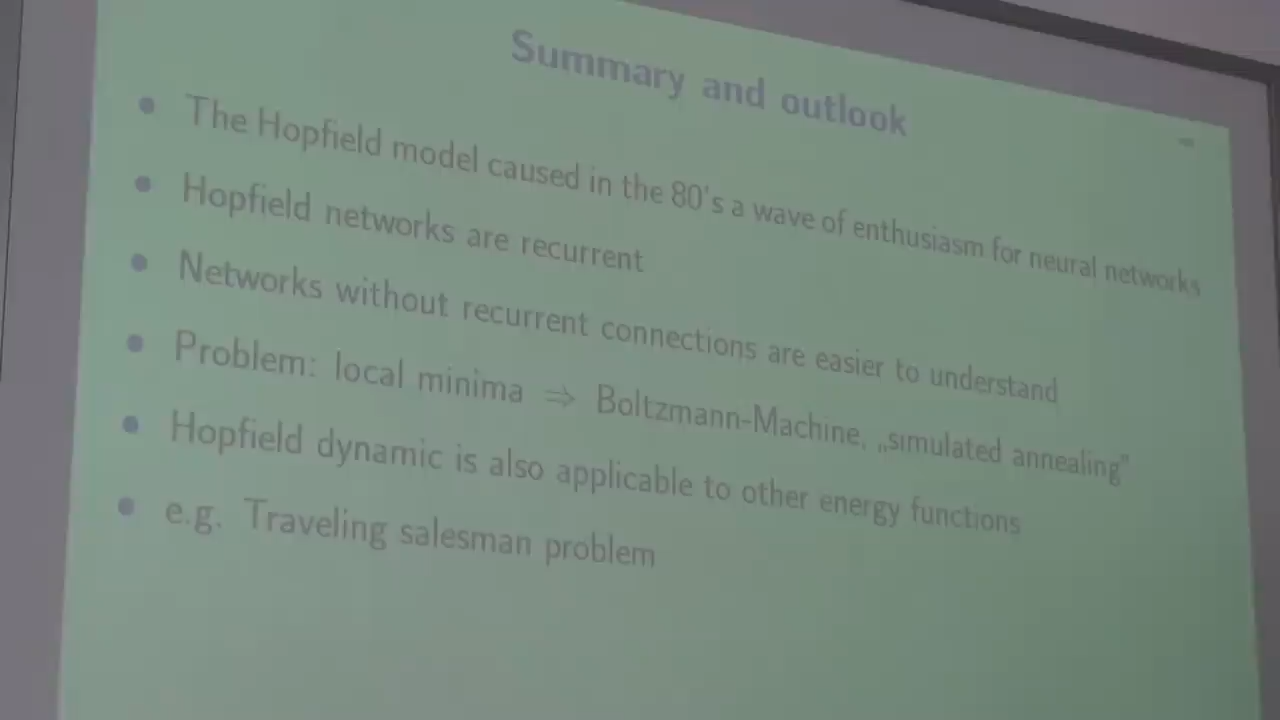 Summary and outlook
• The Hopfield model caused in the 80's a wave of enthusiasm for neural networks
• Hopfield networks are recurrent
• Networks without recurrent connections are easier to understand
• Problem: local minima ⇒ Boltzmann-Machine, „simulated annealing”
• Hopfield dynamic is also applicable to other energy functions
• e.g. Traveling salesman problem